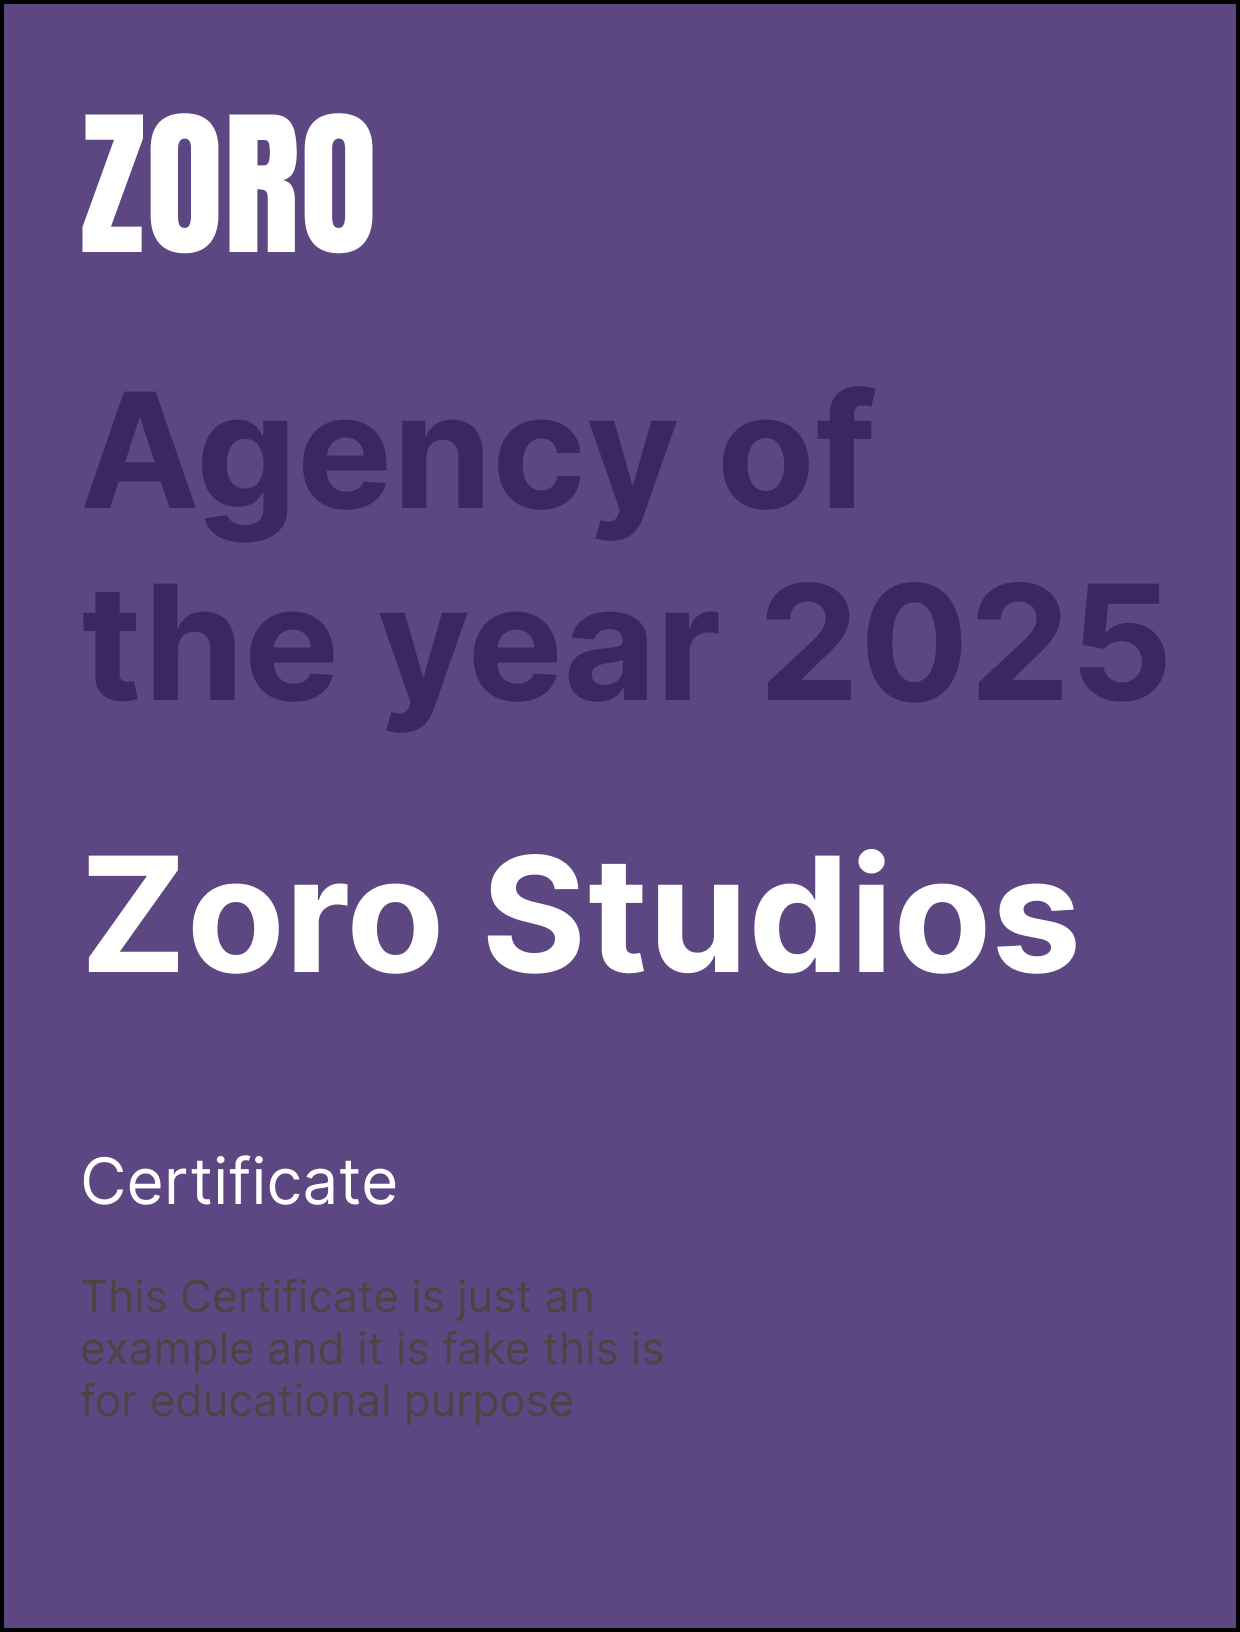 ZORO
Agency of
the year 2025
Zoro Studios
Certificate
This Certificate is just an
example and it is fake this is
for educational purpose